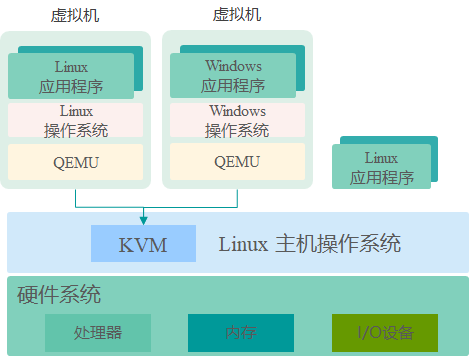 虚拟机
虚拟机
Linux
应用程序
Windows
应用程序
Linux
操作系统
Windows
操作系统
QEMU
QEMU
Linux
应用程序
KVM
Linux 主机操作系统
硬件系统
处理器
内存
I/O设备